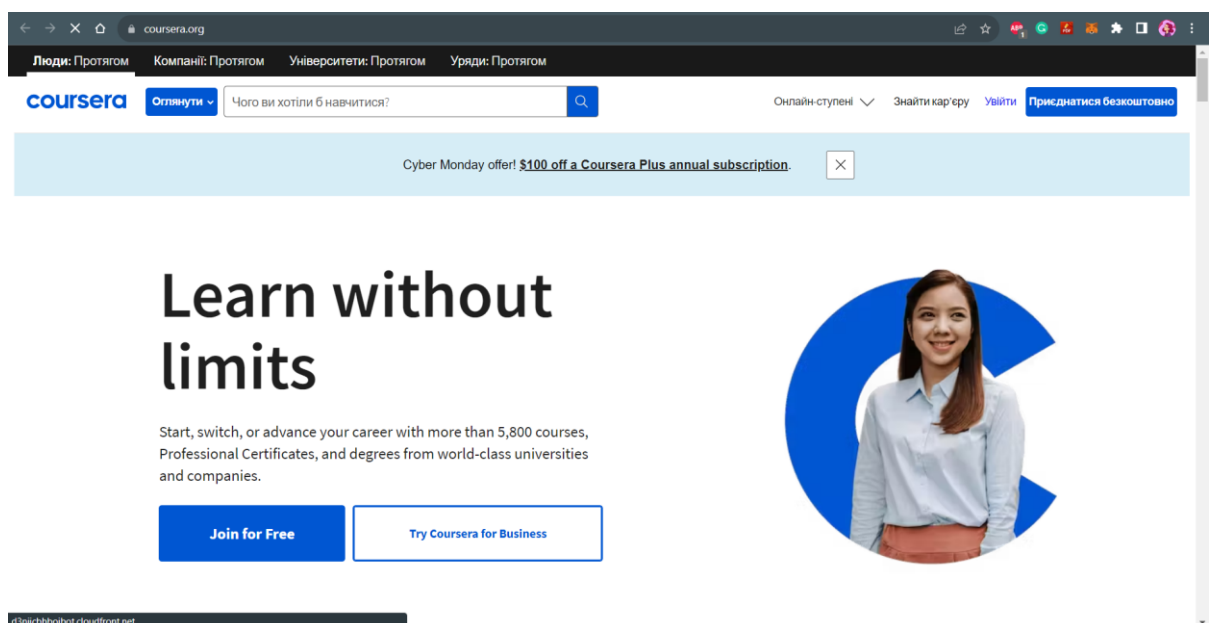 coursera.org
Люди: Протягом Компанії: Протягом Університети: Протягом Уряди: Протягом
coursera Оглянути Чого ви хотіли б навчитися? Онлайн-ступені Знайти кар'єру Увійти Приєднатися безкоштовно
Cyber Monday offer! $100 off a Coursera Plus annual subscription.
Learn without
limits
Start, switch, or advance your career with more than 5,800 courses,
Professional Certificates, and degrees from world-class universities
and companies.
Join for Free Try Coursera for Business